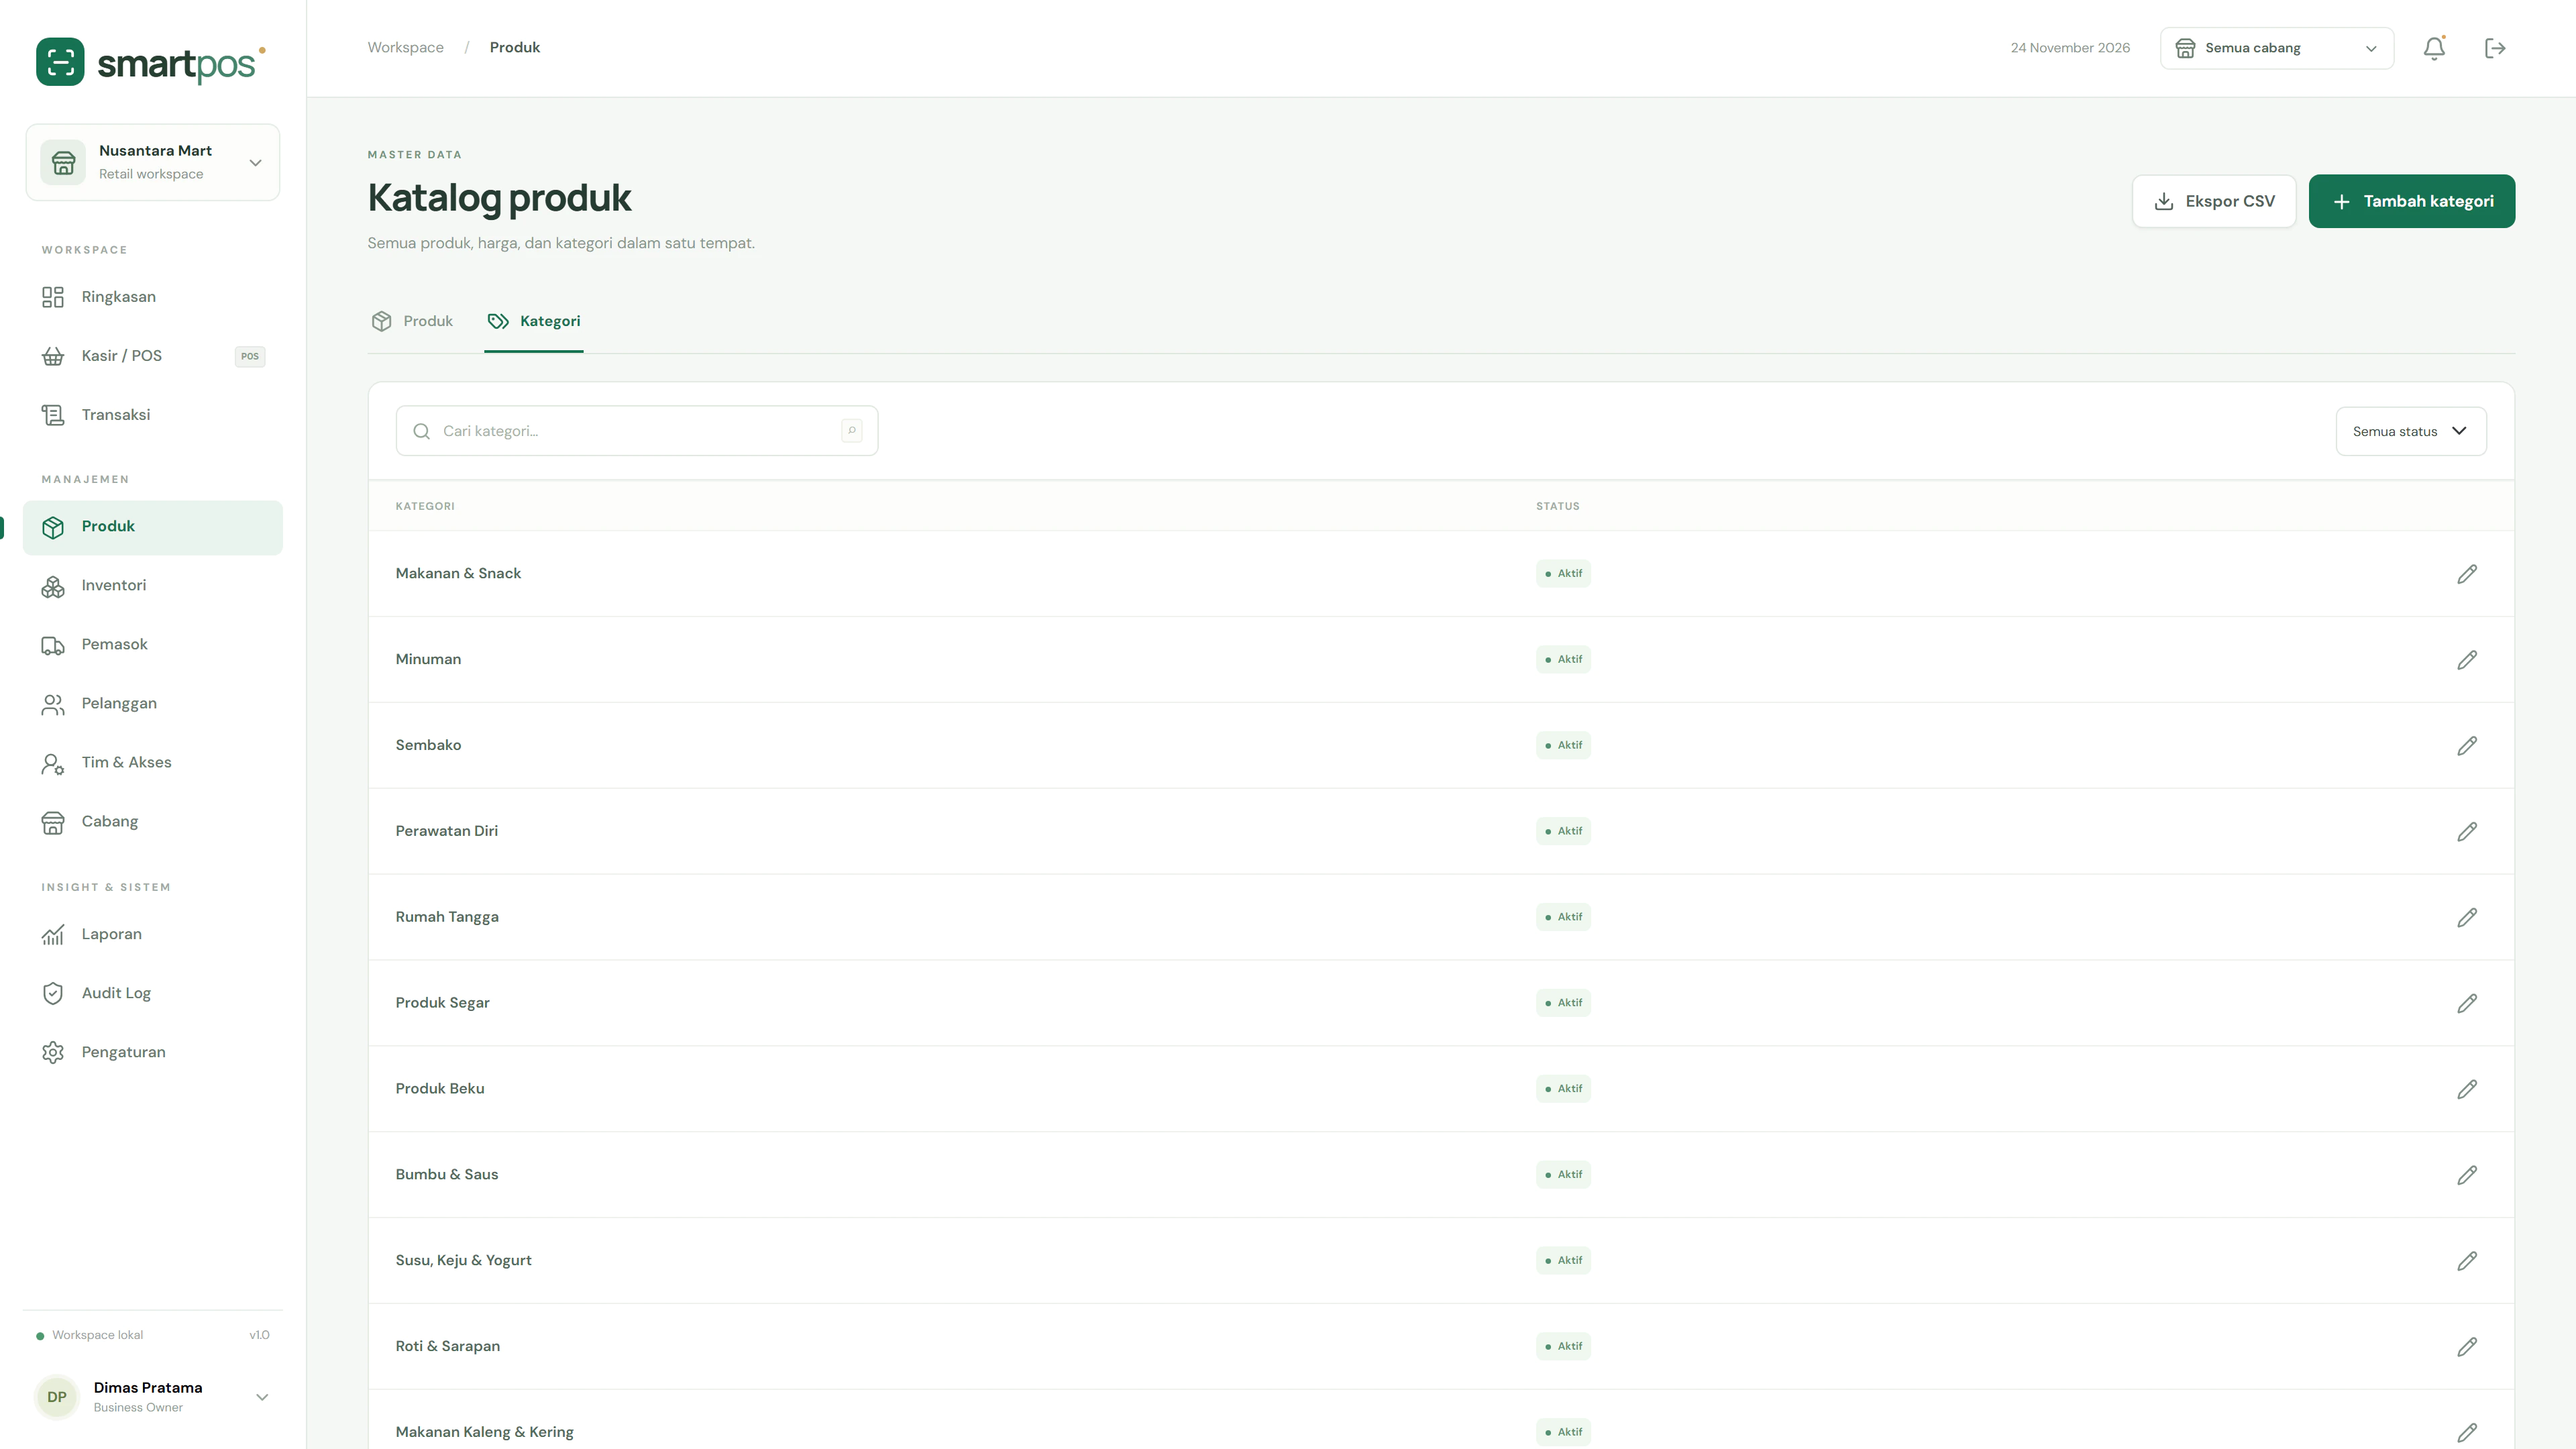 smartpos
Workspace / Produk
24 November 2026
Semua cabang
Nusantara Mart
Retail workspace
WORKSPACE
Ringkasan
Kasir / POS
POS
Transaksi
MANAJEMEN
Produk
Inventori
Pemasok
Pelanggan
Tim & Akses
Cabang
INSIGHT & SISTEM
Laporan
Audit Log
Pengaturan
Workspace lokal
v1.0
DP
Dimas Pratama
Business Owner
MASTER DATA
Katalog produk
Semua produk, harga, dan kategori dalam satu tempat.
Ekspor CSV
Tambah kategori
Produk
Kategori
Cari kategori...
Semua status
KATEGORI
STATUS
Makanan & Snack
Aktif
Minuman
Aktif
Sembako
Aktif
Perawatan Diri
Aktif
Rumah Tangga
Aktif
Produk Segar
Aktif
Produk Beku
Aktif
Bumbu & Saus
Aktif
Susu, Keju & Yogurt
Aktif
Roti & Sarapan
Aktif
Makanan Kaleng & Kering
Aktif